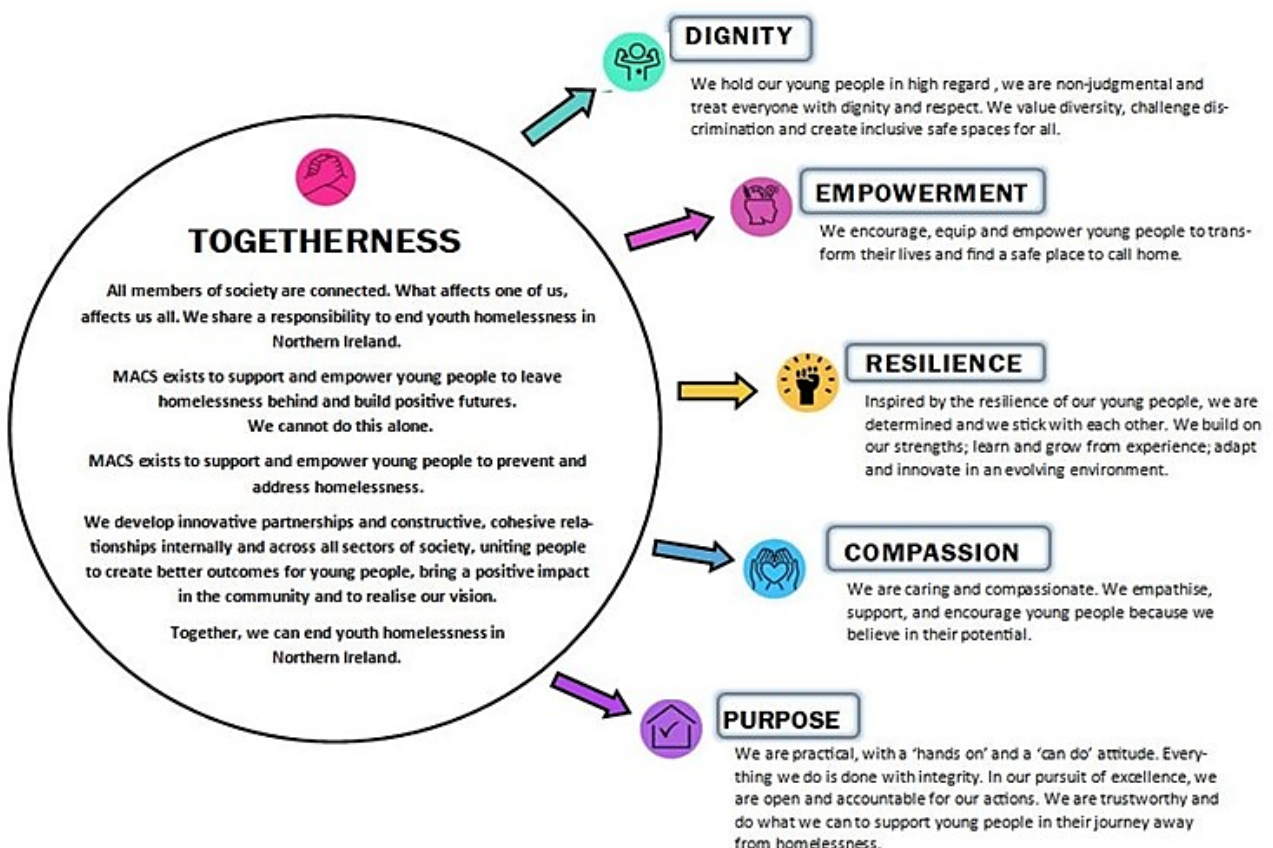 TOGETHERNESS
All members of society are connected. What affects one of us,
affects us all. We share a responsibility to end youth homelessness in
Northern Ireland.
MACS exists to support and empower young people to leave
homelessness behind and build positive futures.
We cannot do this alone.
MACS exists to support and empower young people to prevent and
address homelessness.
We develop innovative partnerships and constructive, cohesive rela-
tionships internally and across all sectors of society, uniting people
to create better outcomes for young people, bring a positive impact
in the community and to realise our vision.
Together, we can end youth homelessness in
Northern Ireland.
DIGNITY
We hold our young people in high regard , we are non-judgmental and
treat everyone with dignity and respect. We value diversity, challenge dis-
crimination and create inclusive safe spaces for all.
EMPOWERMENT
We encourage, equip and empower young people to trans-
form their lives and find a safe place to call home.
RESILIENCE
Inspired by the resilience of our young people, we are
determined and we stick with each other. We build on
our strengths; learn and grow from experience; adapt
and innovate in an evolving environment.
COMPASSION
We are caring and compassionate. We empathise,
support, and encourage young people because we
believe in their potential.
PURPOSE
We are practical, with a ‘hands on’ and a ‘can do’ attitude. Every-
thing we do is done with integrity. In our pursuit of excellence, we
are open and accountable for our actions. We are trustworthy and
do what we can to support young people in their journey away
from homelessness.